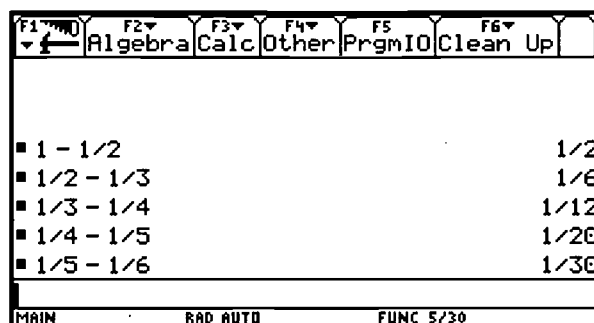 F1 F2 Algebra F3 Calc F4 Other F5 PrgmIO F6 Clean Up
1 - 1/2 1/2
1/2 - 1/3 1/6
1/3 - 1/4 1/12
1/4 - 1/5 1/20
1/5 - 1/6 1/30
MAIN RAD AUTO FUNC 5/30